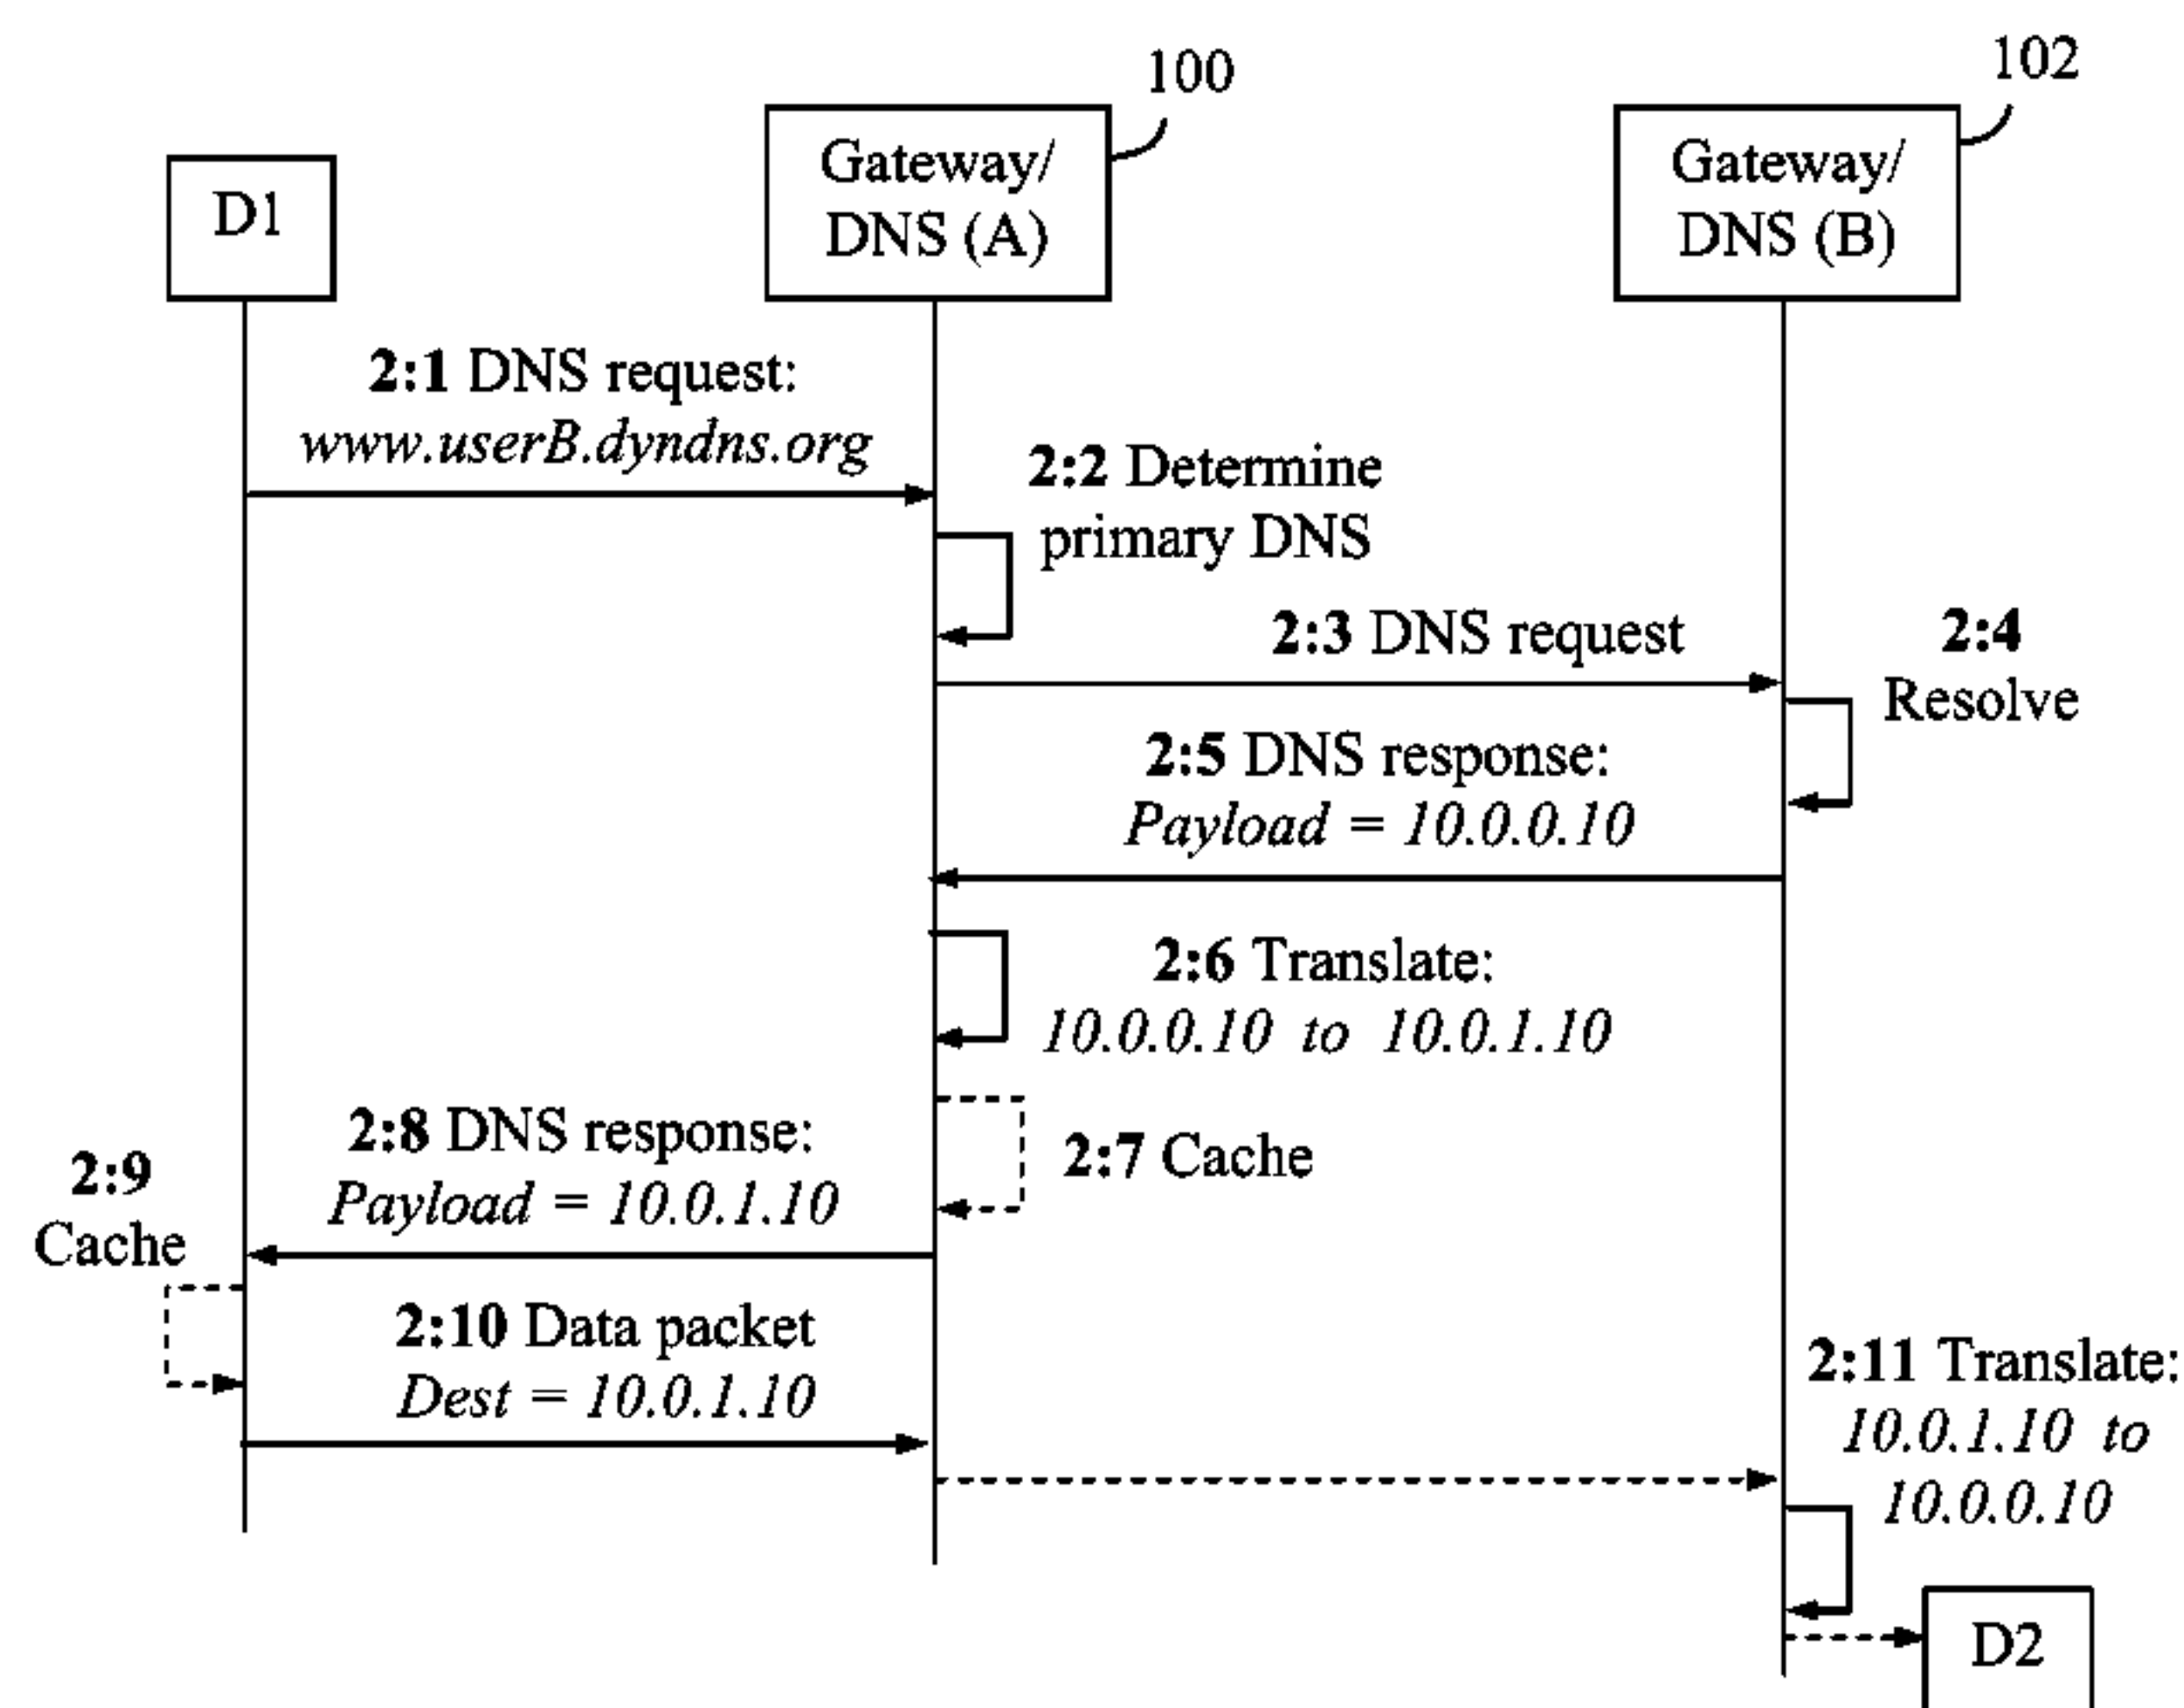 100
102
D1
Gateway/
DNS (A)
Gateway/
DNS (B)
2:1 DNS request:
www.userB.dyndns.org
2:2 Determine
primary DNS
2:3 DNS request
2:4
Resolve
2:5 DNS response:
Payload = 10.0.0.10
2:6 Translate:
10.0.0.10 to 10.0.1.10
2:7 Cache
2:8 DNS response:
Payload = 10.0.1.10
2:9
Cache
2:10 Data packet
Dest = 10.0.1.10
2:11 Translate:
10.0.1.10 to
10.0.0.10
D2